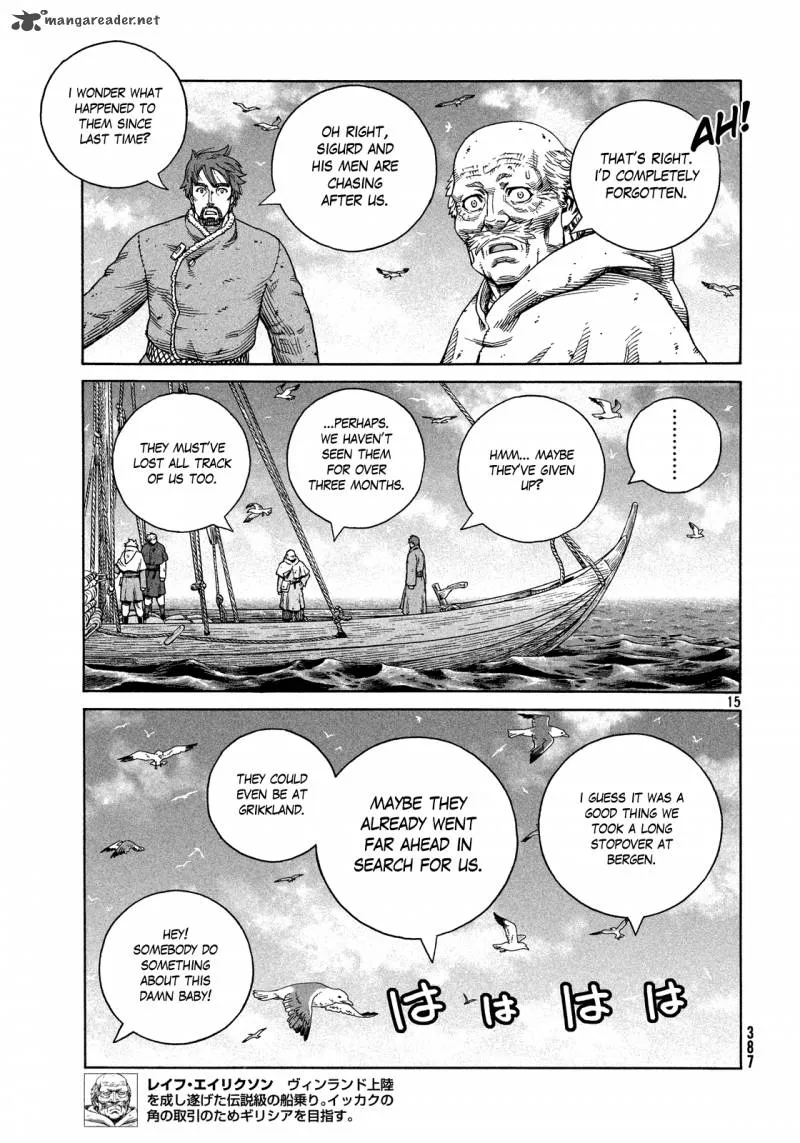 mangareader.net
AH!
THAT'S RIGHT.
I'D COMPLETELY
FORGOTTEN.
OH RIGHT,
SIGURD AND
HIS MEN ARE
CHASING
AFTER US.
I WONDER WHAT
HAPPENED TO
THEM SINCE
LAST TIME?
..........
HMM... MAYBE
THEY'VE GIVEN
UP?
...PERHAPS.
WE HAVEN'T
SEEN THEM
FOR OVER
THREE MONTHS.
THEY MUST'VE
LOST ALL TRACK
OF US TOO.
15
I GUESS IT WAS A
GOOD THING WE
TOOK A LONG
STOPOVER AT
BERGEN.
MAYBE THEY
ALREADY WENT
FAR AHEAD IN
SEARCH FOR US.
THEY COULD
EVEN BE AT
GRIKKLAND.
HEY!
SOMEBODY DO
SOMETHING
ABOUT THIS
DAMN BABY!
は は は は
387
レイフ・エイリクソン ヴィンランド上陸
を成し遂げた伝説級の船乗り。イッカクの
角の取引のためギリシアを目指す。